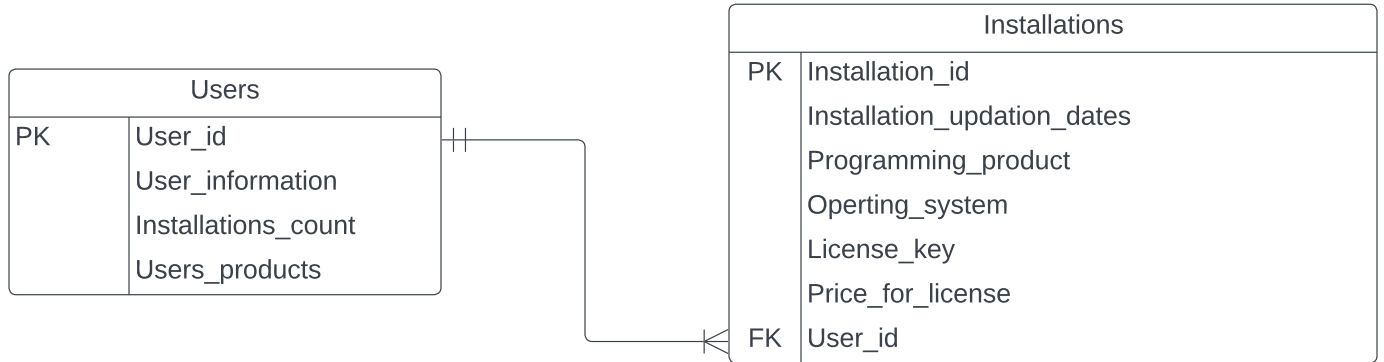 Users
PK User_id
User_information
Installations_count
Users_products
Installations
PK Installation_id
Installation_updation_dates
Programming_product
Operting_system
License_key
Price_for_license
FK User_id